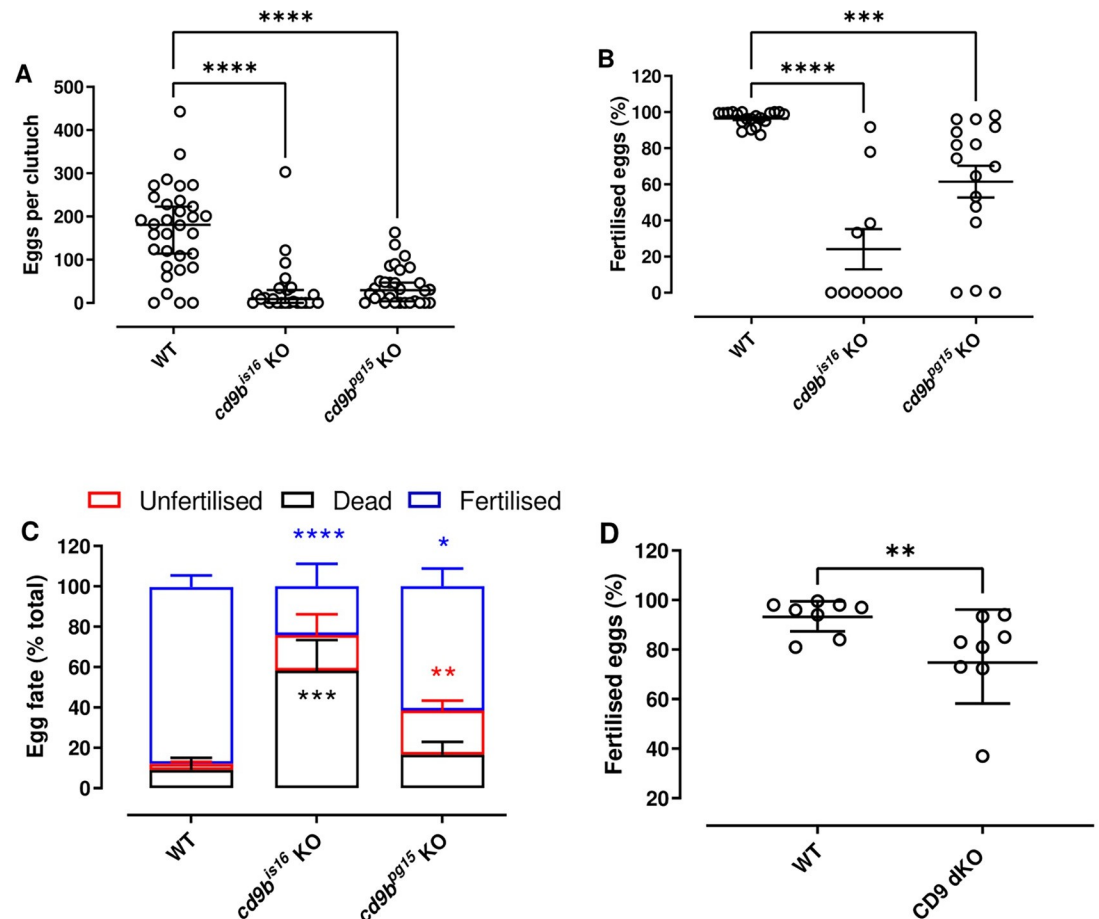 A
Eggs per clutuch
500
400
300
200
100
0
****
****
WT
cd9b^is16 KO
cd9b^pg15 KO
B
Fertilised eggs (%)
120
100
80
60
40
20
0
***
****
WT
cd9b^is16 KO
cd9b^pg15 KO
Unfertilised Dead Fertilised
C
Egg fate (% total)
120
100
80
60
40
20
0
****
*
**
***
WT
cd9b^is16 KO
cd9b^pg15 KO
D
Fertilised eggs (%)
120
100
80
60
40
20
**
WT
CD9 dKO